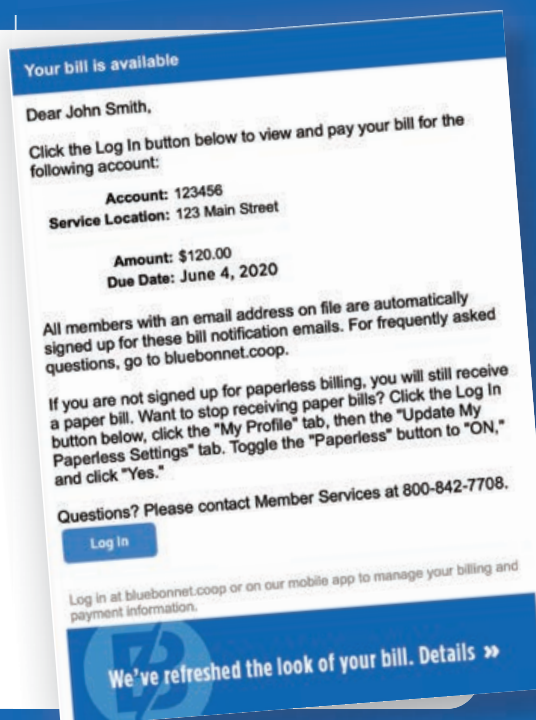 Your bill is available
Dear John Smith,
Click the Log In button below to view and pay your bill for the
following account:
Account: 123456
Service Location: 123 Main Street
Amount: $120.00
Due Date: June 4, 2020
All members with an email address on file are automatically
signed up for these bill notification emails. For frequently asked
questions, go to bluebonnet.coop.
If you are not signed up for paperless billing, you will still receive
a paper bill. Want to stop receiving paper bills? Click the Log In
button below, click the "My Profile" tab, then the "Update My
Paperless Settings" tab. Toggle the "Paperless" button to "ON,"
and click "Yes."
Questions? Please contact Member Services at 800-842-7708.
Log In
Log in at bluebonnet.coop or on our mobile app to manage your billing and
payment information.
We've refreshed the look of your bill. Details »